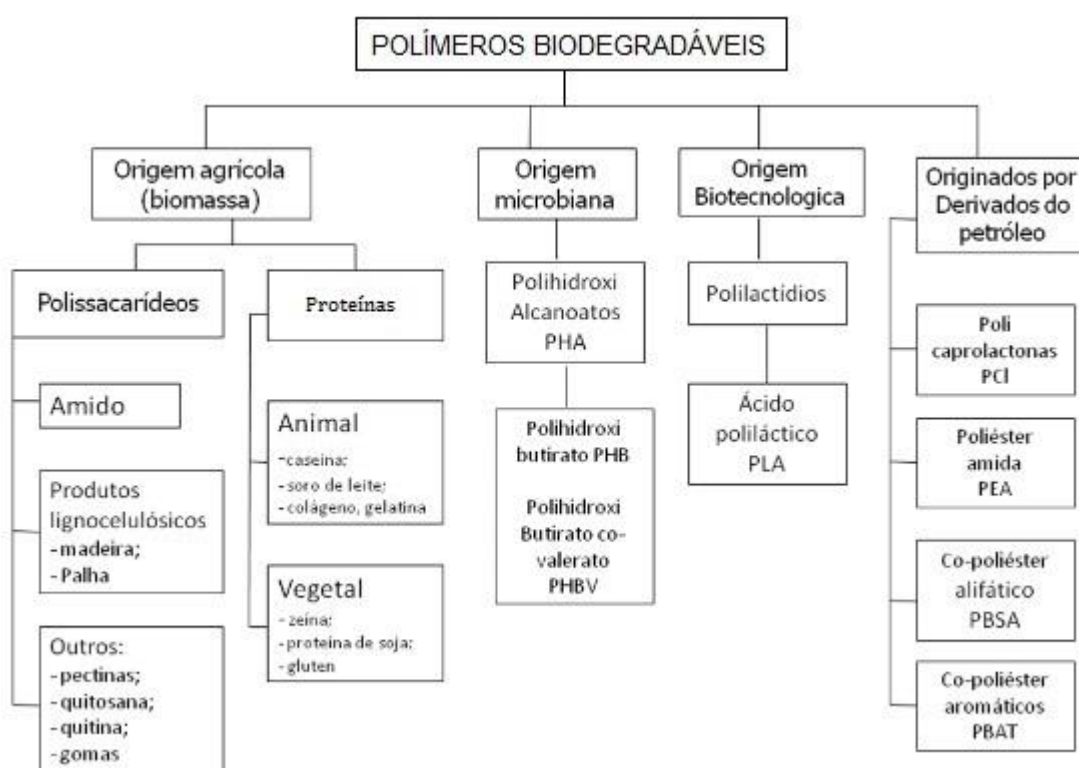 POLÍMEROS BIODEGRADÁVEIS
Origem agrícola
(biomassa)
Polissacarídeos
Amido
Produtos
lignocelulósicos
-madeira;
-Palha
Outros:
-pectinas;
-quitosana;
-quitina;
-gomas
Proteínas
Animal
-caseina;
- soro de leite;
- colágeno, gelatina
Vegetal
- zeina;
- proteina de soja;
- gluten
Origem
microbiana
Polihidroxi
Alcanoatos
PHA
Polihidroxi
butirato PHB
Polihidroxi
Butirato co-
valerato
PHBV
Origem
Biotecnologica
Polilactídios
Ácido
poliláctico
PLA
Originados por
Derivados do
petróleo
Poli
caprolactonas
PCl
Poliéster
amida
PEA
Co-poliéster
alifático
PBSA
Co-poliéster
aromáticos
PBAT